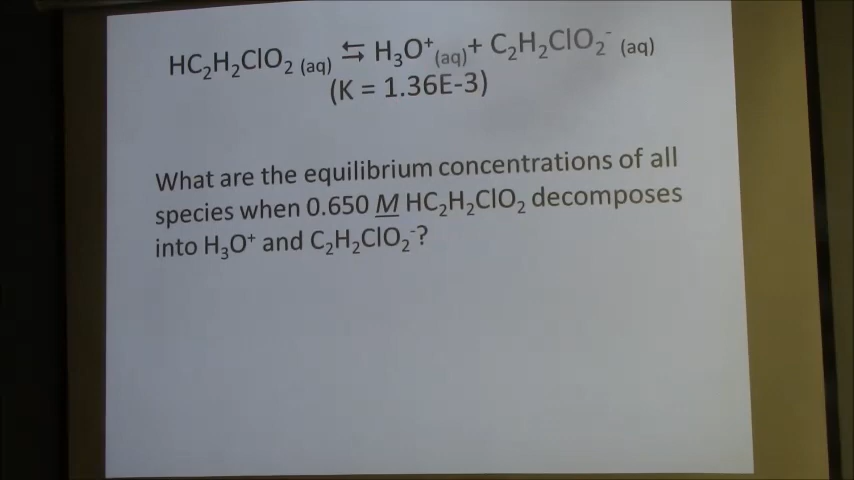 HC₂H₂ClO₂ (aq) ⇆ H₃O⁺ (aq) + C₂H₂ClO₂⁻ (aq)
(K = 1.36E-3)
What are the equilibrium concentrations of all
species when 0.650 M HC₂H₂ClO₂ decomposes
into H₃O⁺ and C₂H₂ClO₂⁻?